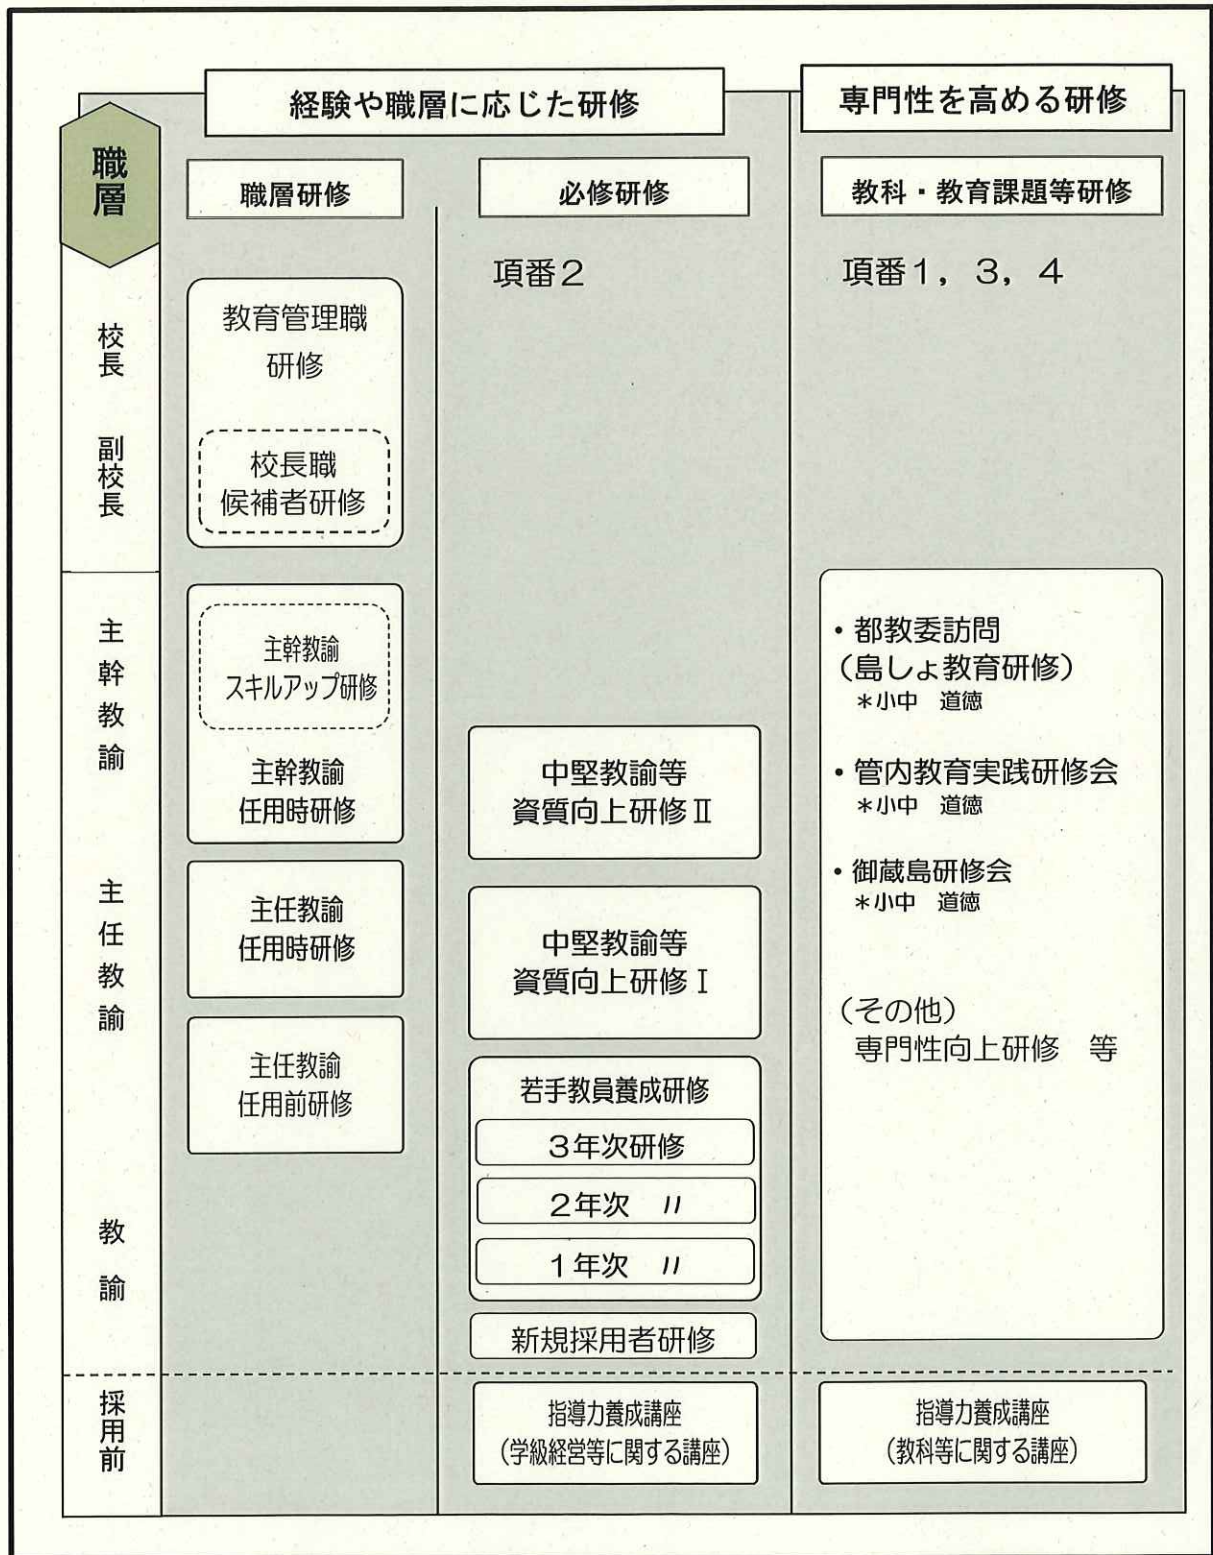 経験や職層に応じた研修
専門性を高める研修
職層
職層研修
必修研修
教科・教育課題等研修
項番2
項番1，3，4
校長
副校長
教育管理職
研修
校長職
候補者研修
主幹教諭
主幹教諭
スキルアップ研修
主幹教諭
任用時研修
中堅教諭等
資質向上研修Ⅱ
・都教委訪問
（島しょ教育研修）
＊小中　道徳
・管内教育実践研修会
＊小中　道徳
・御蔵島研修会
＊小中　道徳
（その他）
専門性向上研修　等
主任教諭
主任教諭
任用時研修
中堅教諭等
資質向上研修Ⅰ
主任教諭
任用前研修
教諭
若手教員養成研修
3年次研修
2年次　〃
1年次　〃
新規採用者研修
採用前
指導力養成講座
（学級経営等に関する講座）
指導力養成講座
（教科等に関する講座）